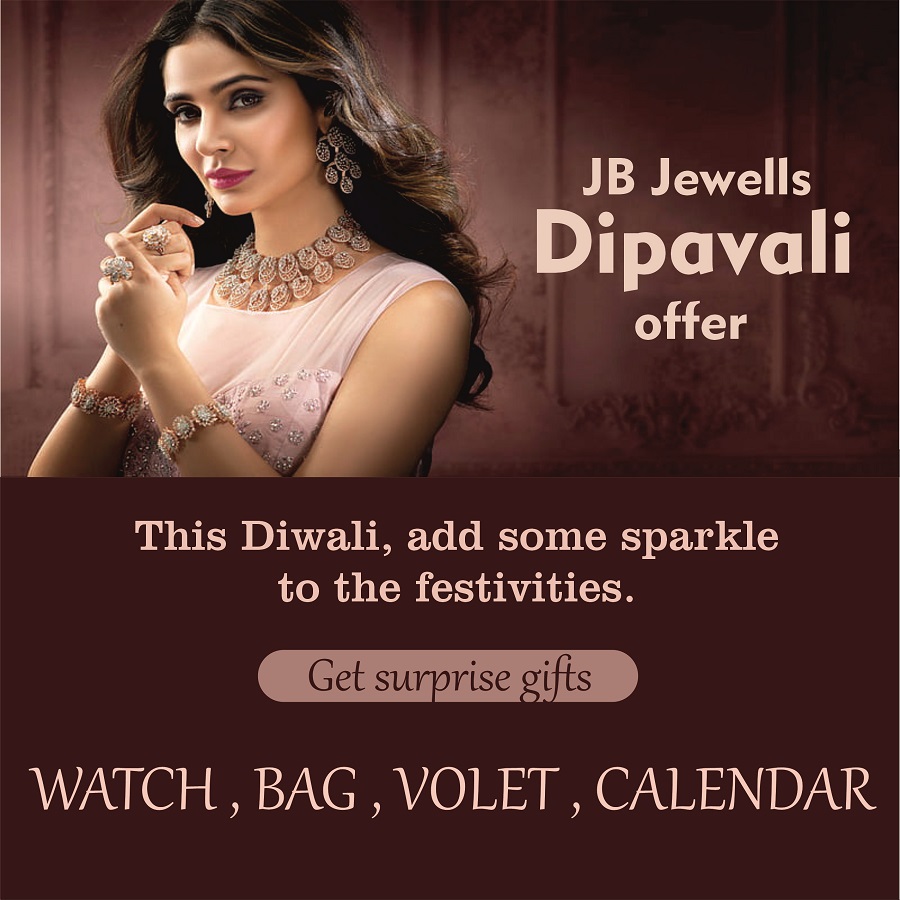 JB Jewells
Dipavali
offer
This Diwali, add some sparkle
to the festivities.
Get surprise gifts
WATCH , BAG , VOLET , CALENDAR